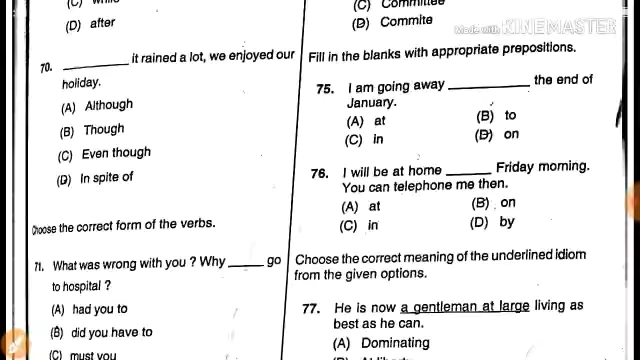 (C) while
(D) after
70. ________ it rained a lot, we enjoyed our
holiday.
(A) Although
(B) Though
(C) Even though
(D) In spite of
Choose the correct form of the verbs.
71. What was wrong with you ? Why _____ go
to hospital ?
(A) had you to
(B) did you have to
(C) must you
(C) Committee
(D) Commite
Made with KINEMASTER
Fill in the blanks with appropriate prepositions.
75. I am going away __________ the end of
January.
(A) at
(B) to
(C) in
(D) on
76. I will be at home ______ Friday morning.
You can telephone me then.
(A) at
(B) on
(C) in
(D) by
Choose the correct meaning of the underlined idiom
from the given options.
77. He is now a gentleman at large living as
best as he can.
(A) Dominating